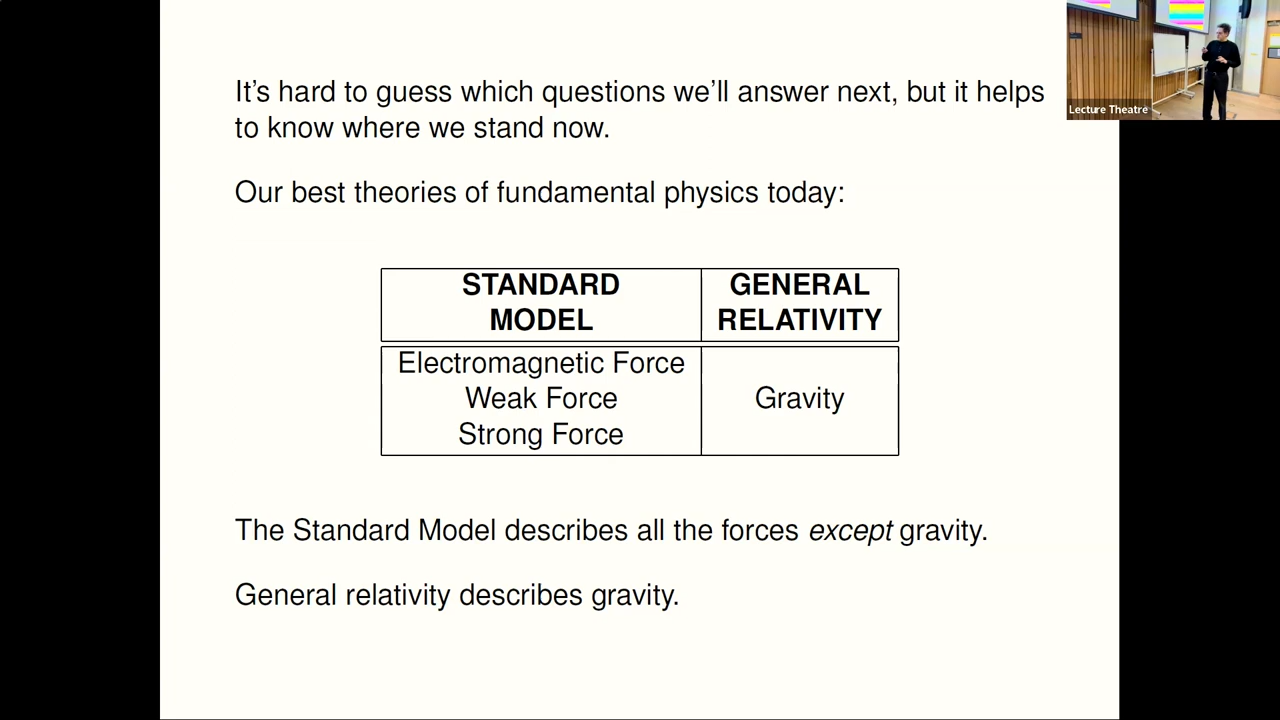 It's hard to guess which questions we'll answer next, but it helps
to know where we stand now.
Our best theories of fundamental physics today:
STANDARD
MODEL
GENERAL
RELATIVITY
Electromagnetic Force
Weak Force
Strong Force
Gravity
The Standard Model describes all the forces except gravity.
General relativity describes gravity.
Lecture Theatre